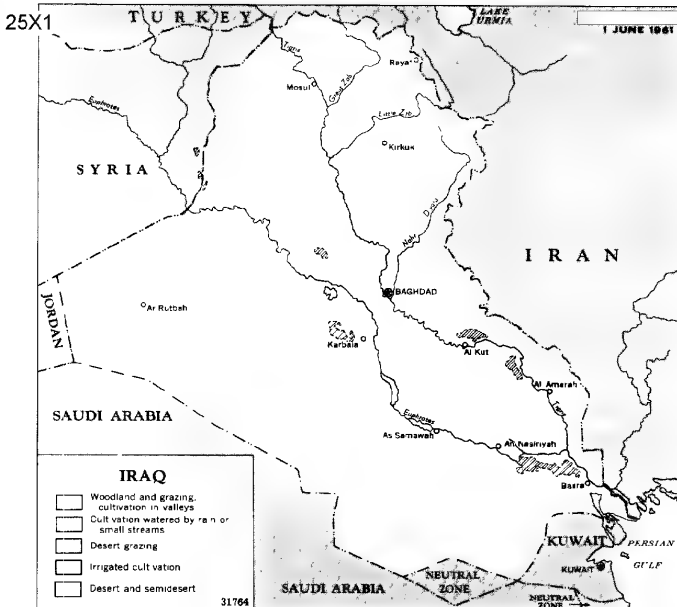 25X1
TURKEY
LAKE
URMIA
1 JUNE 1961
Tigris
Great Zab
Mosul
Rayat
Euphrates
Little Zab
Kirkuk
SYRIA
Nahr Diyala
IRAN
BAGHDAD
JORDAN
Ar Rutbah
Karbala
Al Kut
Al Amarah
SAUDI ARABIA
Euphrates
As Samawah
An Nasiriyah
Basra
IRAQ
Woodland and grazing,
cultivation in valleys
Cultivation watered by rain or
small streams
Desert grazing
Irrigated cultivation
Desert and semidesert
31764
KUWAIT
PERSIAN
GULF
KUWAIT
SAUDI ARABIA
NEUTRAL
ZONE
NEUTRAL
ZONE